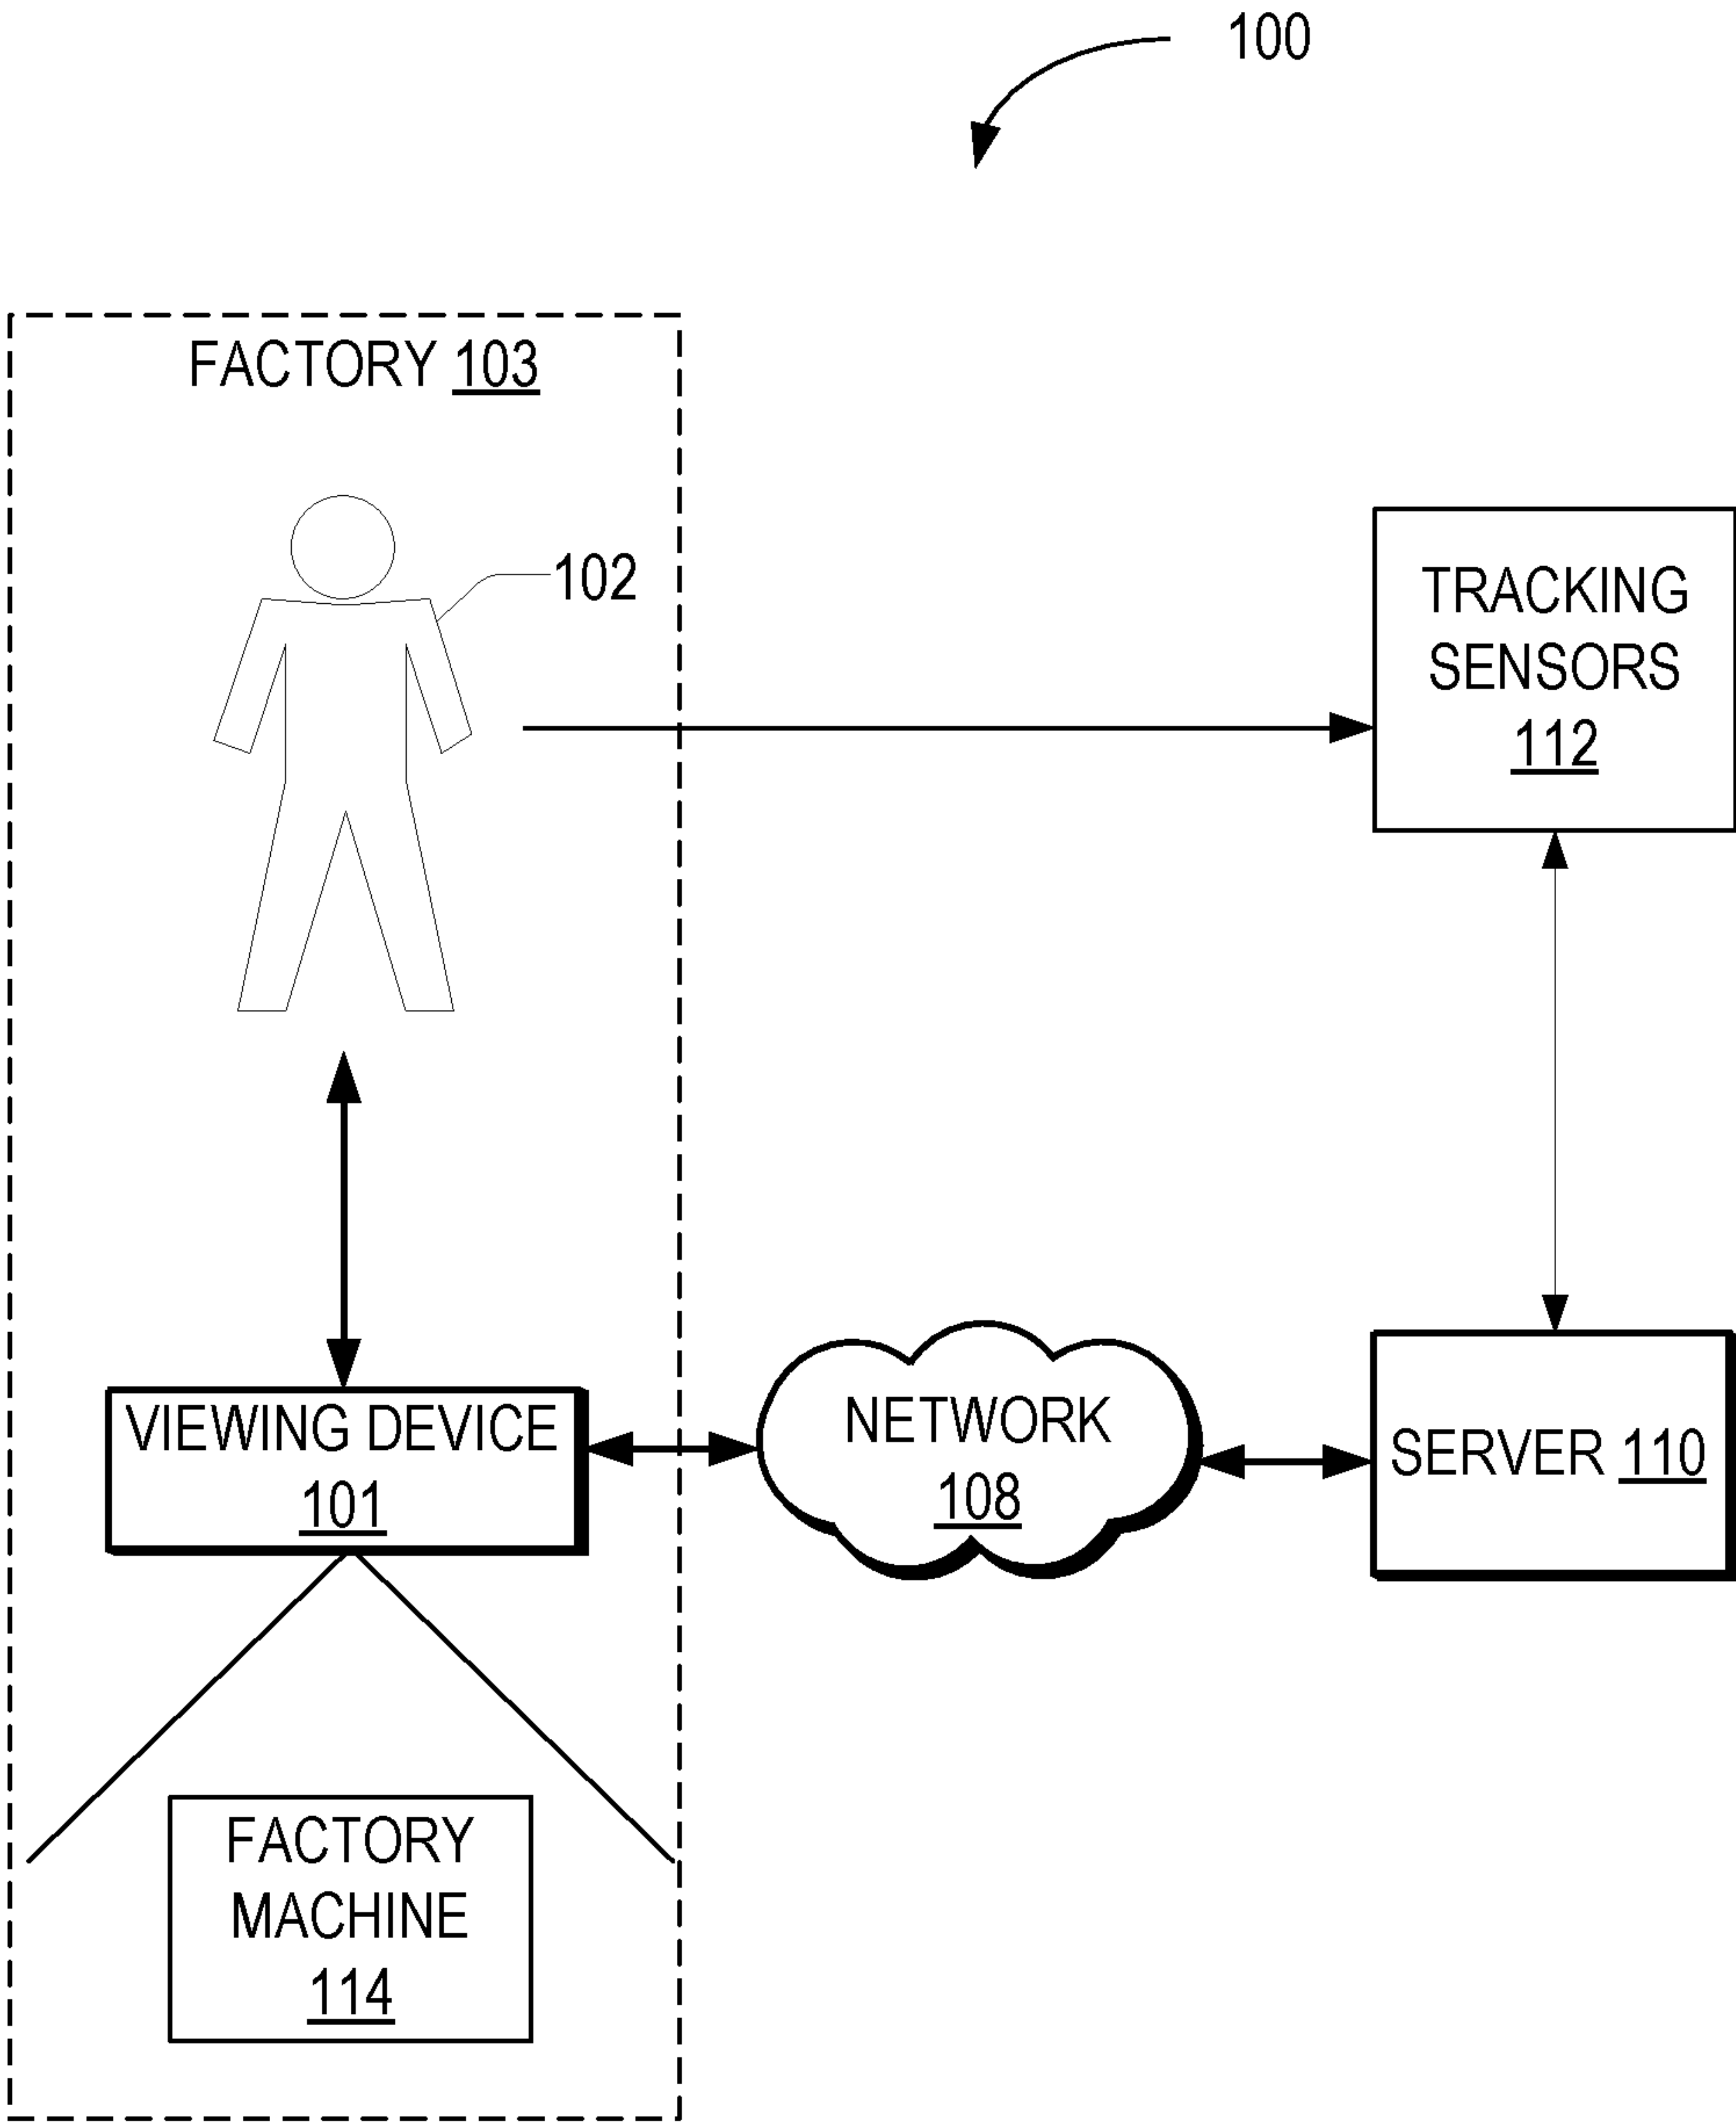 100
FACTORY 103
102
TRACKING
SENSORS
112
VIEWING DEVICE
101
NETWORK
108
SERVER 110
FACTORY
MACHINE
114